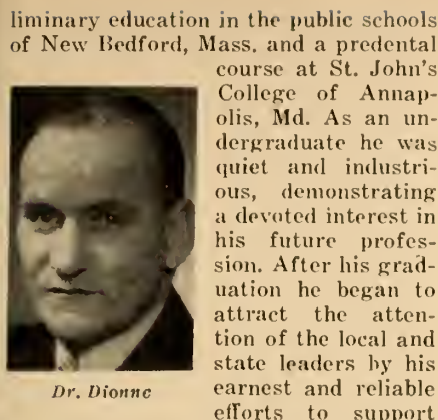 liminary education in the public schools
of New Bedford, Mass. and a predental
course at St. John's
College of Annap-
olis, Md. As an un-
dergraduate he was
quiet and industri-
ous, demonstrating
a devoted interest in
his future profes-
sion. After his grad-
uation he began to
attract the atten-
tion of the local and
state leaders by his
earnest and reliable
efforts to support
Dr. Dionne